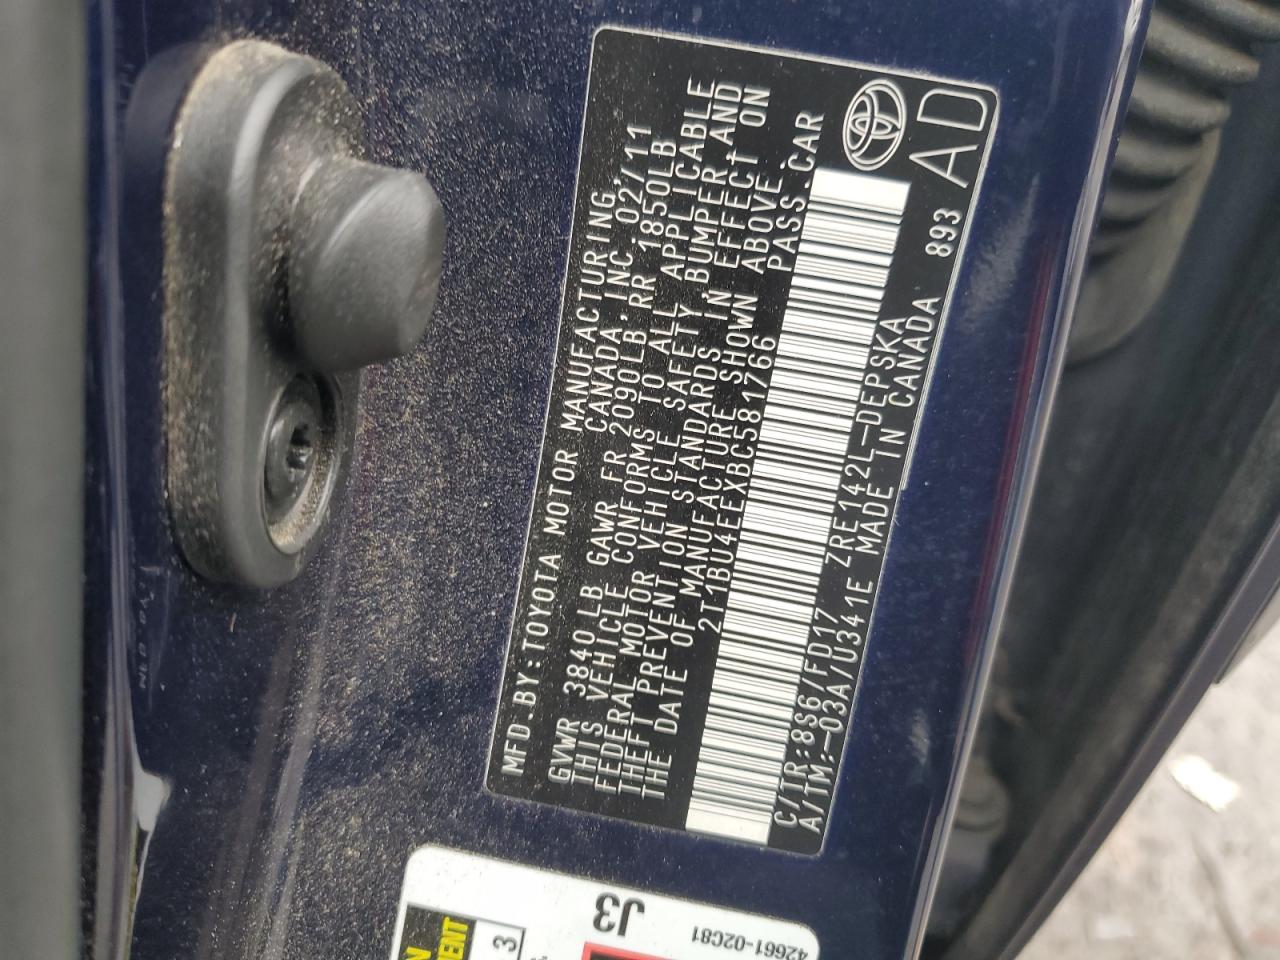 MFD.BY:TOYOTA MOTOR MANUFACTURING,
CANADA,INC. 02/11
GVWR 3840 LB GAWR FR 2090LB RR 1850LB
THIS VEHICLE CONFORMS TO ALL APPLICABLE
FEDERAL MOTOR VEHICLE SAFETY,BUMPER,AND
THEFT PREVENTION STANDARDS IN EFFECT ON
THE DATE OF MANUFACTURE SHOWN ABOVE.
2T1BU4EEXBC581766 PASS.CAR
C/TR:8S6/FD17 ZRE142L-DEPSKA
A/TM:-03A/U341E MADE IN CANADA 893
AD
J3
42661-02C81
3